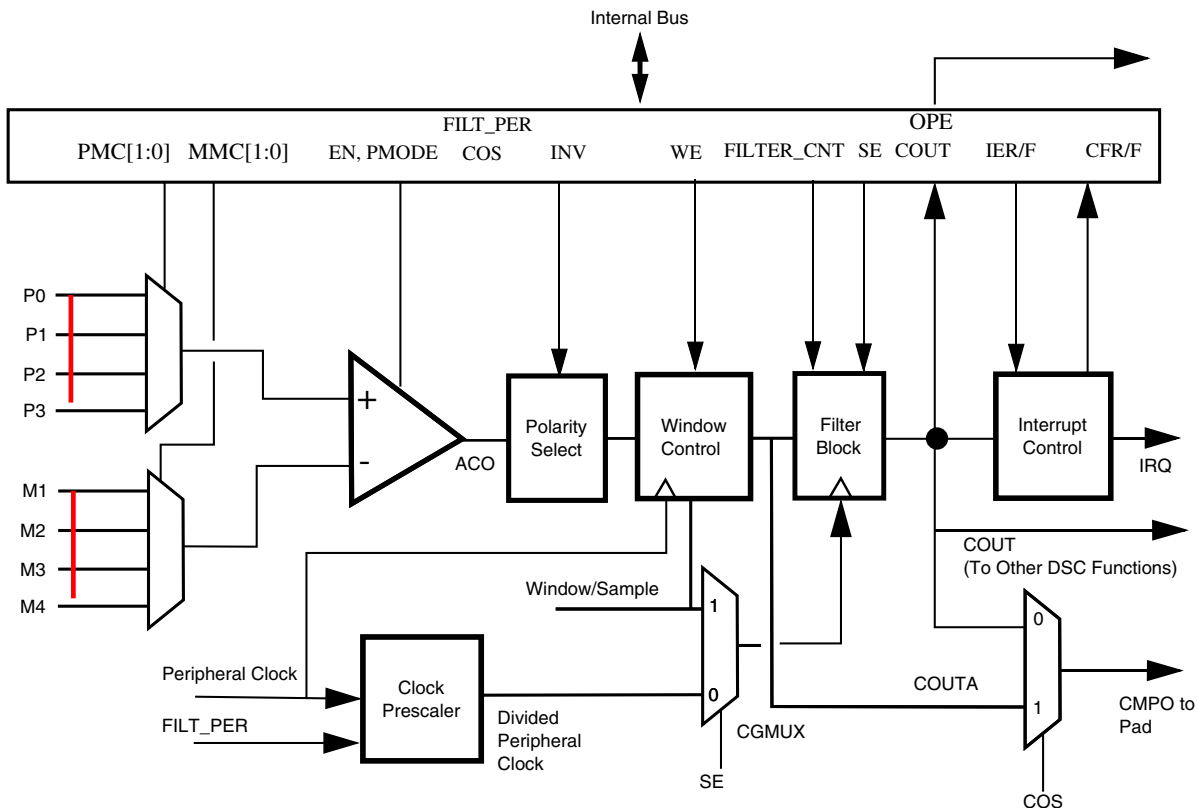 Internal Bus
FILT_PER
OPE
PMC[1:0] MMC[1:0] EN, PMODE COS INV WE FILTER_CNT SE COUT IER/F CFR/F
P0
P1
P2
P3
+
-
ACO
Polarity
Select
Window
Control
Filter
Block
Interrupt
Control
IRQ
M1
M2
M3
M4
COUT
(To Other DSC Functions)
Window/Sample
1
0
0
1
Peripheral Clock
FILT_PER
Clock
Prescaler
Divided
Peripheral
Clock
CGMUX
SE
COUTA
CMPO to
Pad
COS